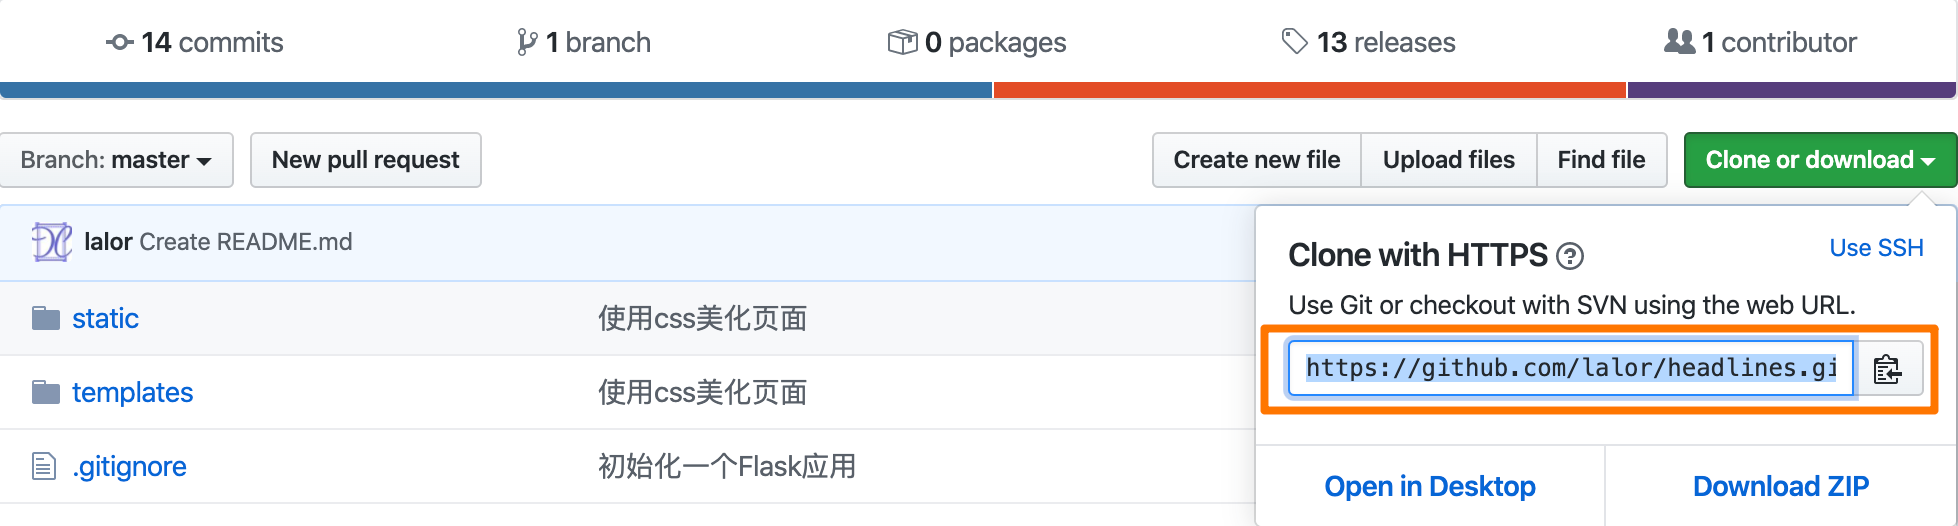 14 commits 1 branch 0 packages 13 releases 1 contributor
Branch: master New pull request Create new file Upload files Find file Clone or download
lalor Create README.md
Clone with HTTPS ? Use SSH
Use Git or checkout with SVN using the web URL.
https://github.com/lalor/headlines.gi
static 使用css美化页面
templates 使用css美化页面
.gitignore 初始化一个Flask应用
Open in Desktop Download ZIP